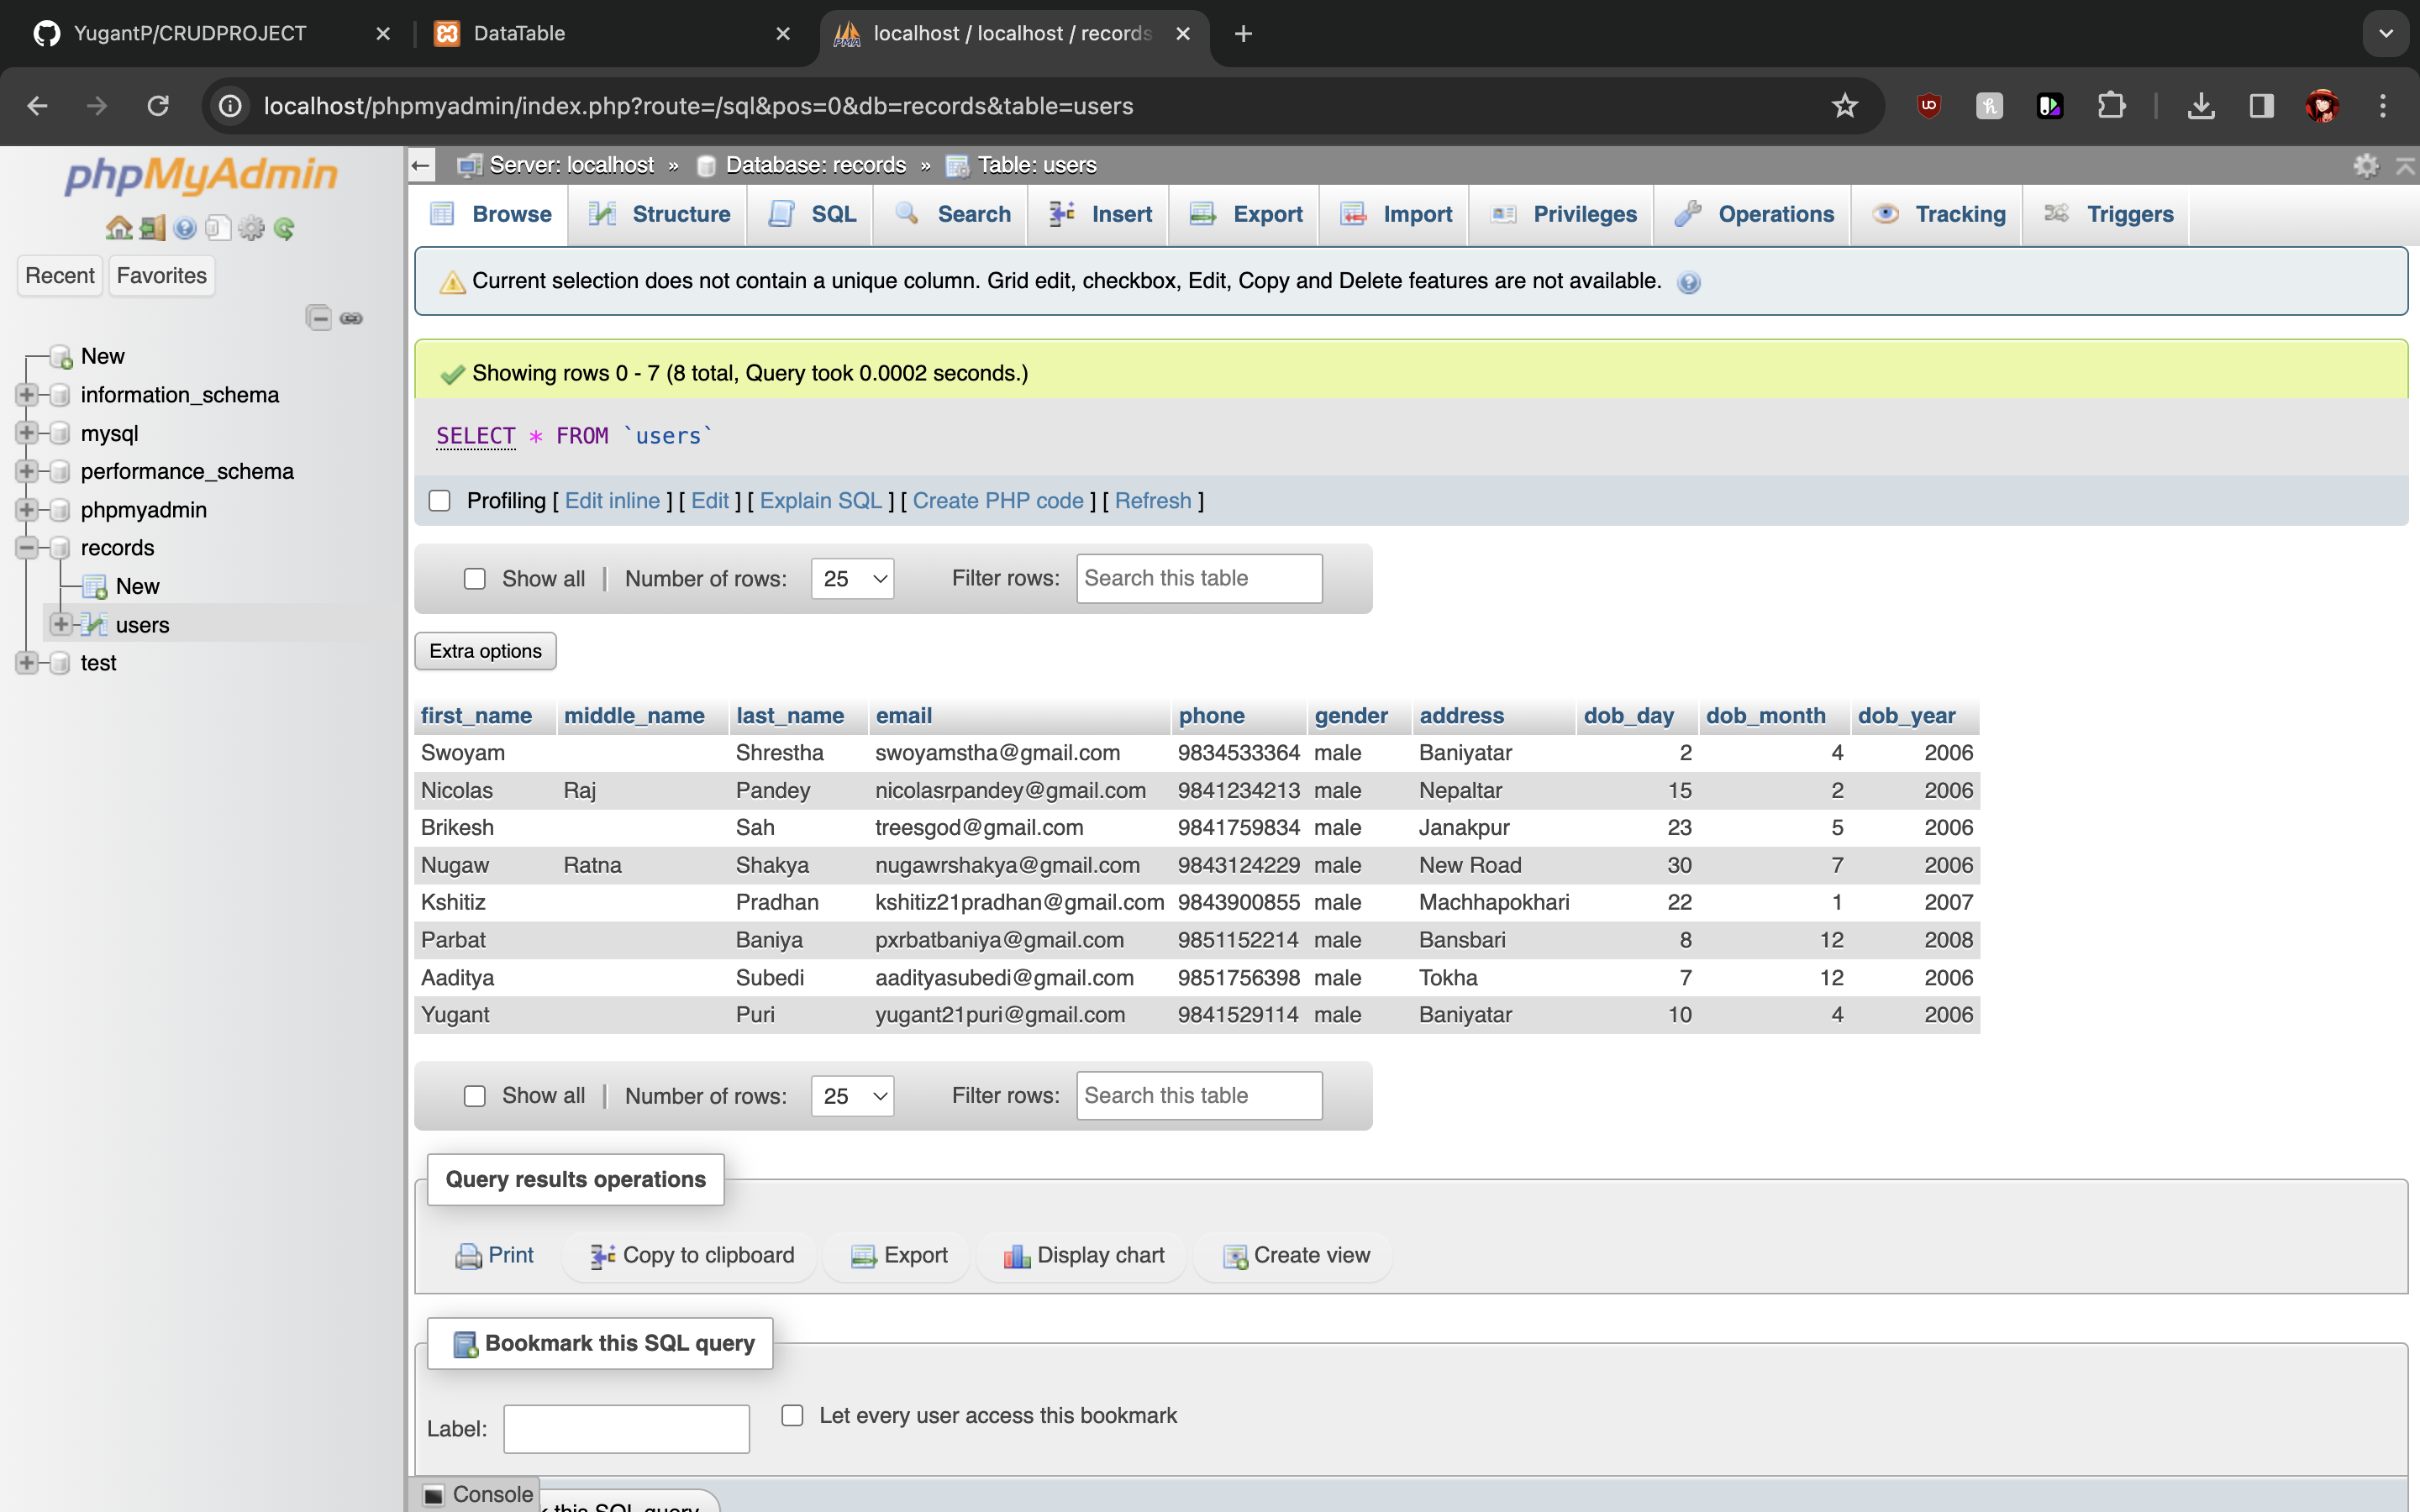 YugantP/CRUDPROJECT
DataTable
localhost / localhost / records
localhost/phpmyadmin/index.php?route=/sql&pos=0&db=records&table=users
phpMyAdmin
Recent Favorites
New
information_schema
mysql
performance_schema
phpmyadmin
records
New
users
test
Server: localhost » Database: records » Table: users
Browse Structure SQL Search Insert Export Import Privileges Operations Tracking Triggers
Current selection does not contain a unique column. Grid edit, checkbox, Edit, Copy and Delete features are not available.
Showing rows 0 - 7 (8 total, Query took 0.0002 seconds.)
SELECT * FROM `users`
Profiling [ Edit inline ] [ Edit ] [ Explain SQL ] [ Create PHP code ] [ Refresh ]
Show all | Number of rows: 25 Filter rows: Search this table
Extra options
first_name middle_name last_name email phone gender address dob_day dob_month dob_year
Swoyam Shrestha swoyamstha@gmail.com 9834533364 male Baniyatar 2 4 2006
Nicolas Raj Pandey nicolasrpandey@gmail.com 9841234213 male Nepaltar 15 2 2006
Brikesh Sah treesgod@gmail.com 9841759834 male Janakpur 23 5 2006
Nugaw Ratna Shakya nugawrshakya@gmail.com 9843124229 male New Road 30 7 2006
Kshitiz Pradhan kshitiz21pradhan@gmail.com 9843900855 male Machhapokhari 22 1 2007
Parbat Baniya pxrbatbaniya@gmail.com 9851152214 male Bansbari 8 12 2008
Aaditya Subedi aadityasubedi@gmail.com 9851756398 male Tokha 7 12 2006
Yugant Puri yugant21puri@gmail.com 9841529114 male Baniyatar 10 4 2006
Show all | Number of rows: 25 Filter rows: Search this table
Query results operations
Print Copy to clipboard Export Display chart Create view
Bookmark this SQL query
Label: Let every user access this bookmark
Console this SQL query